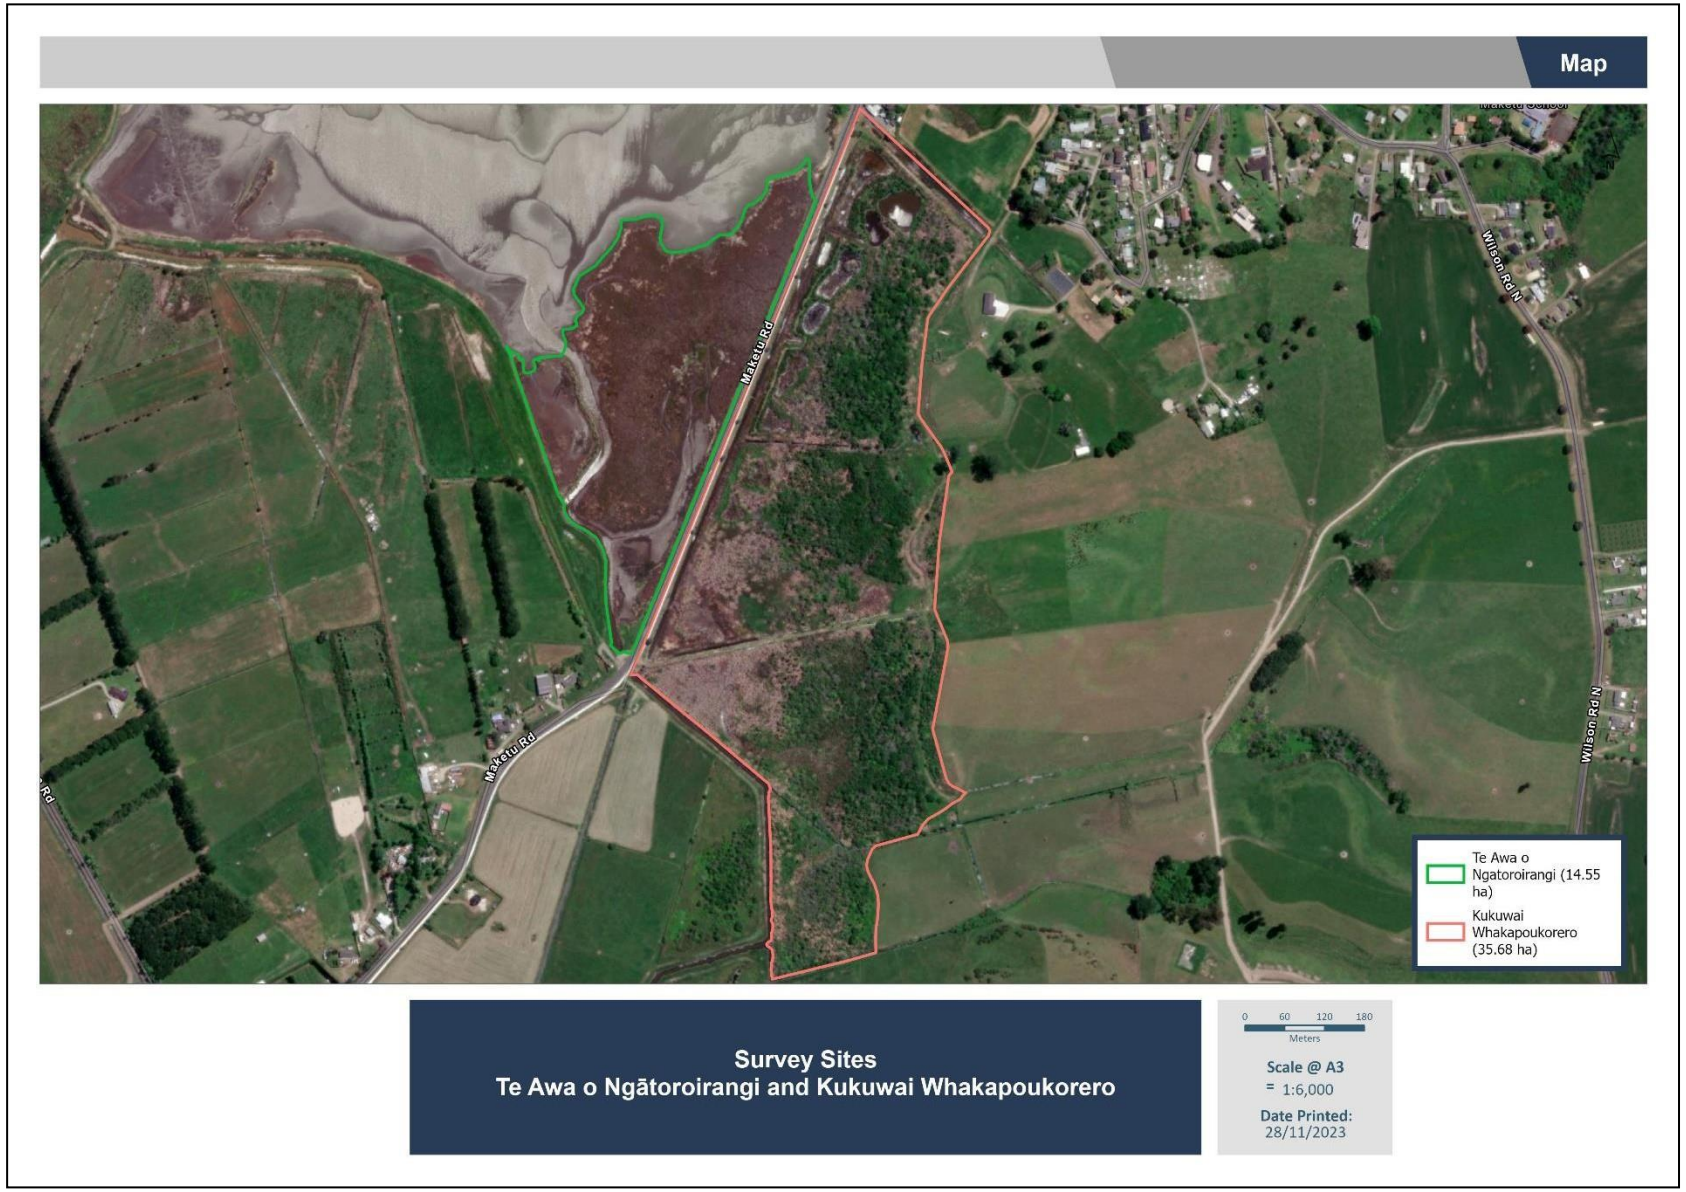 Map
Maketu School
Wilson Rd N
Maketu Rd
Wilson Rd N
Maketu Rd
Rd
Te Awa o
Ngatoroirangi (14.55
ha)
Kukuwai
Whakapoukorero
(35.68 ha)
Survey Sites
Te Awa o Ngātoroirangi and Kukuwai Whakapoukorero
0 60 120 180
Meters
Scale @ A3
= 1:6,000
Date Printed:
28/11/2023